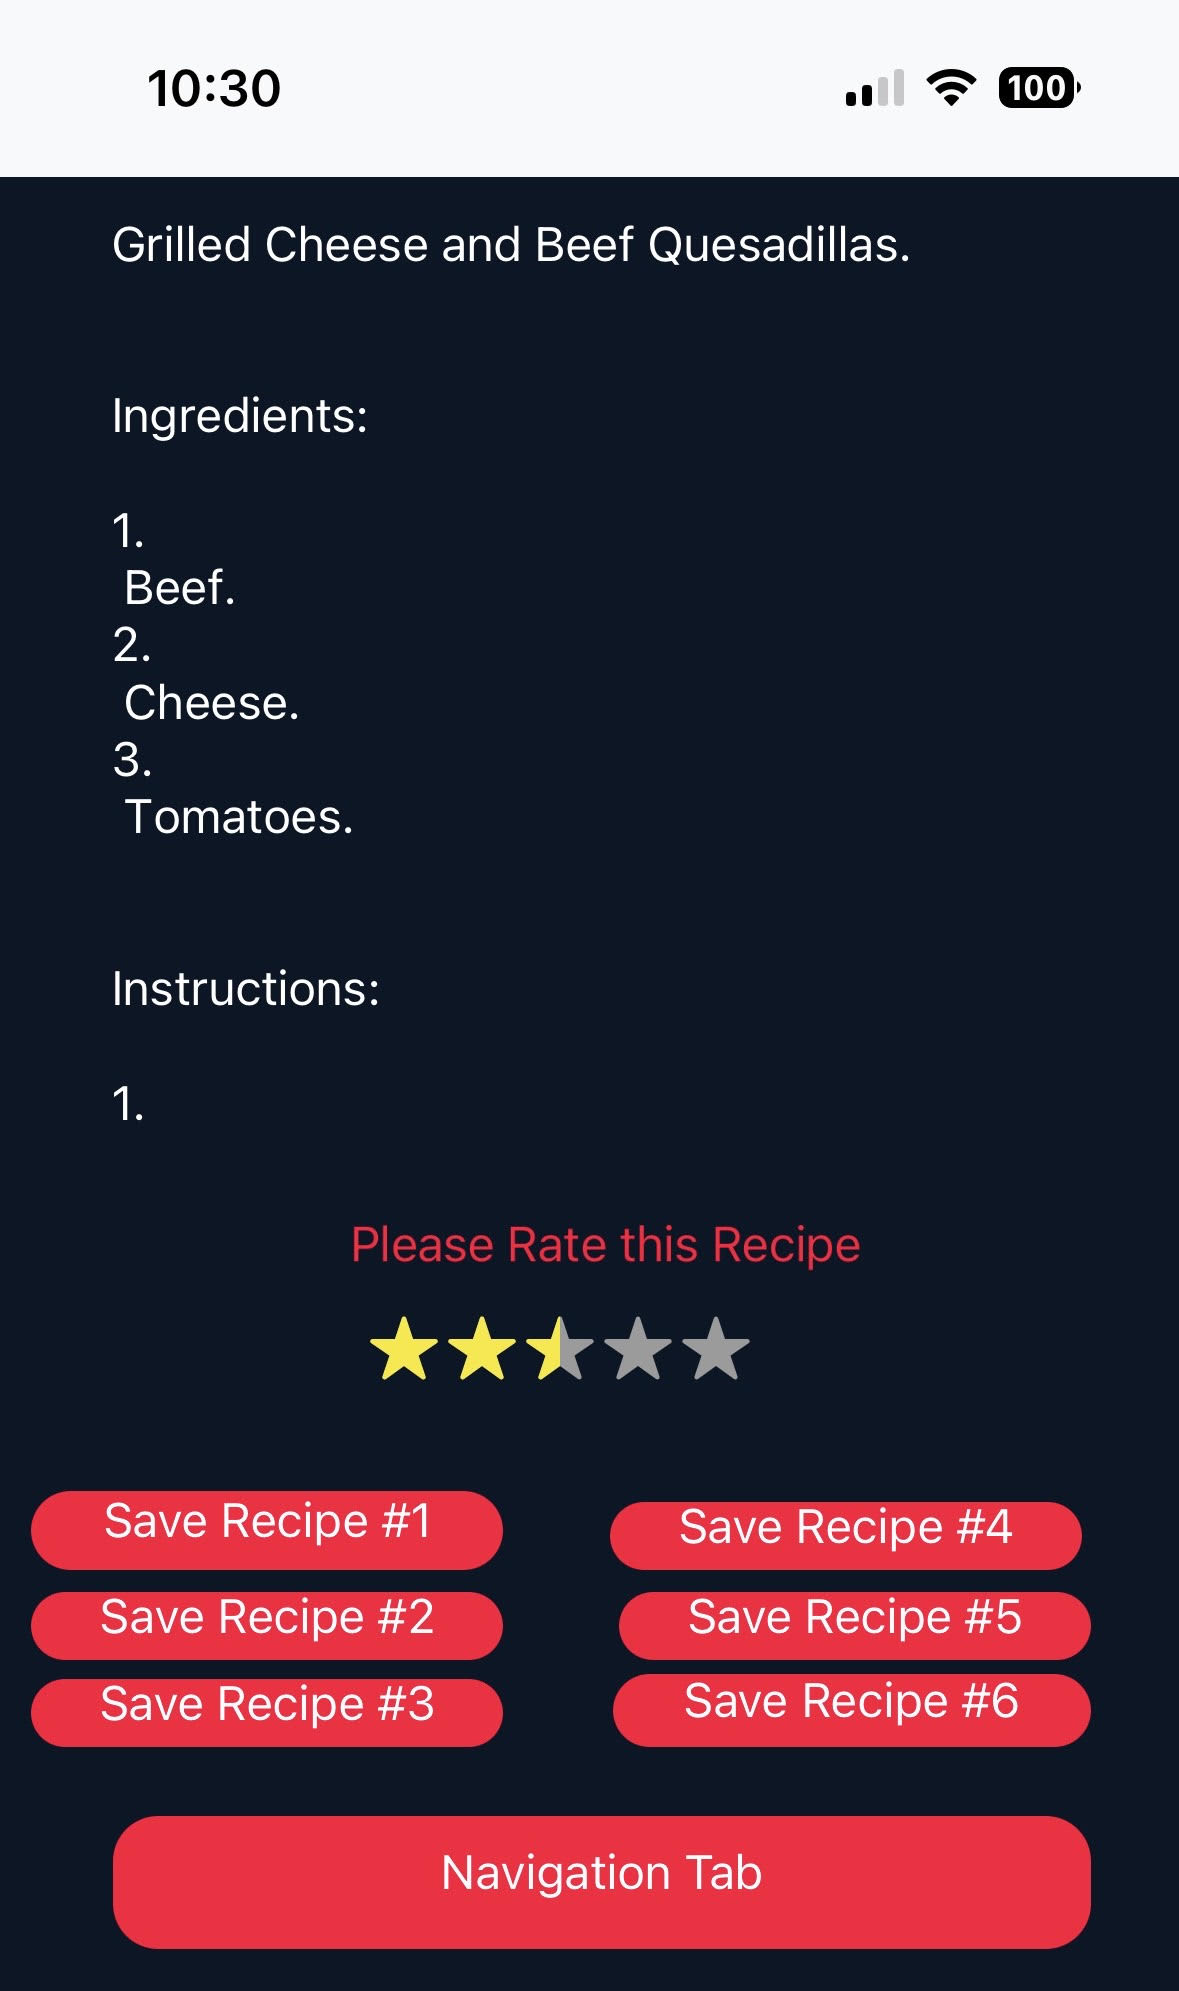 10:30
100
Grilled Cheese and Beef Quesadillas.
Ingredients:
1.
Beef.
2.
Cheese.
3.
Tomatoes.
Instructions:
1.
Please Rate this Recipe
Save Recipe #1
Save Recipe #4
Save Recipe #2
Save Recipe #5
Save Recipe #3
Save Recipe #6
Navigation Tab